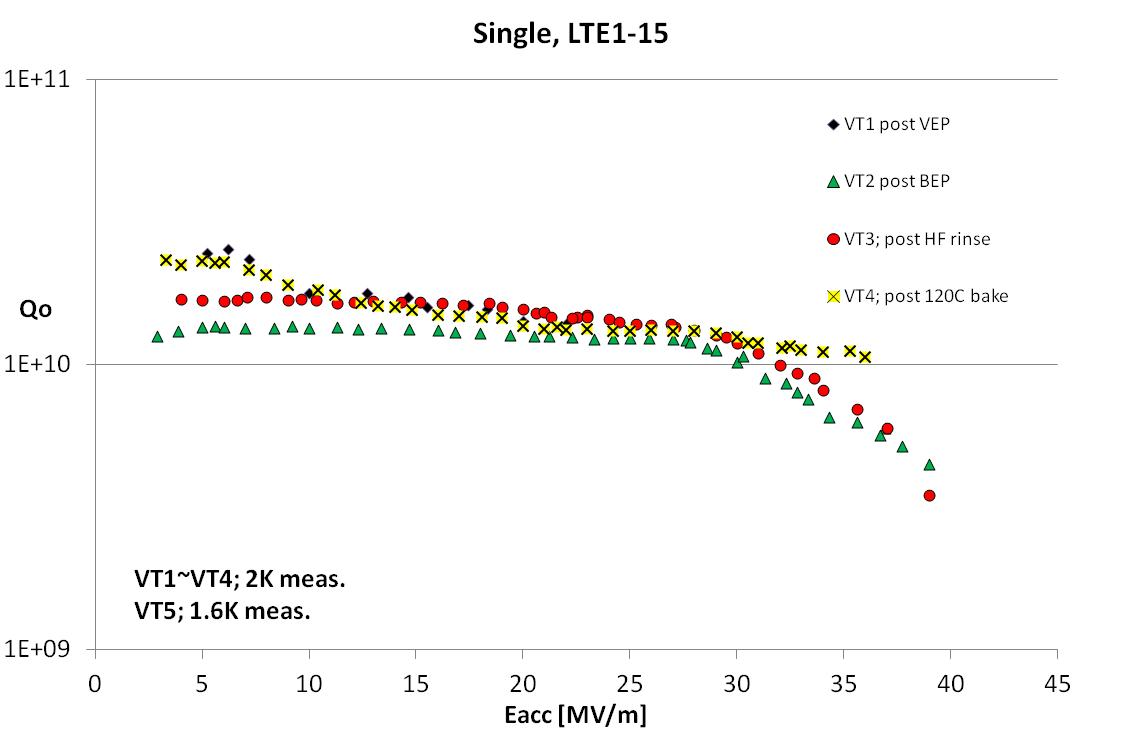 Single, LTE1-15
1E+11
VT1 post VEP
VT2 post BEP
VT3; post HF rinse
VT4; post 120C bake
Qo
1E+10
VT1~VT4; 2K meas.
VT5; 1.6K meas.
1E+09
0 5 10 15 20 25 30 35 40 45
Eacc [MV/m]